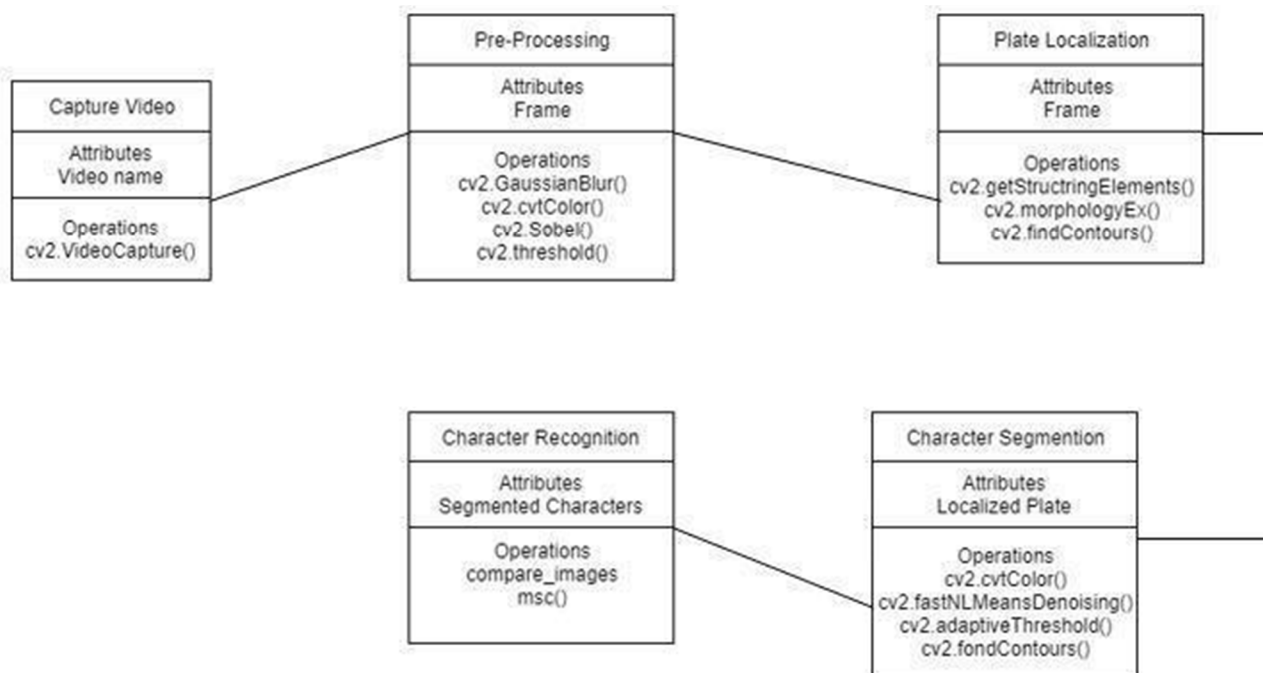 Capture Video
Attributes
Video name
Operations
cv2.VideoCapture()
Pre-Processing
Attributes
Frame
Operations
cv2.GaussianBlur()
cv2.cvtColor()
cv2.Sobel()
cv2.threshold()
Plate Localization
Attributes
Frame
Operations
cv2.getStructringElements()
cv2.morphologyEx()
cv2.findContours()
Character Recognition
Attributes
Segmented Characters
Operations
compare_images
msc()
Character Segmention
Attributes
Localized Plate
Operations
cv2.cvtColor()
cv2.fastNLMeansDenoising()
cv2.adaptiveThreshold()
cv2.fondContours()